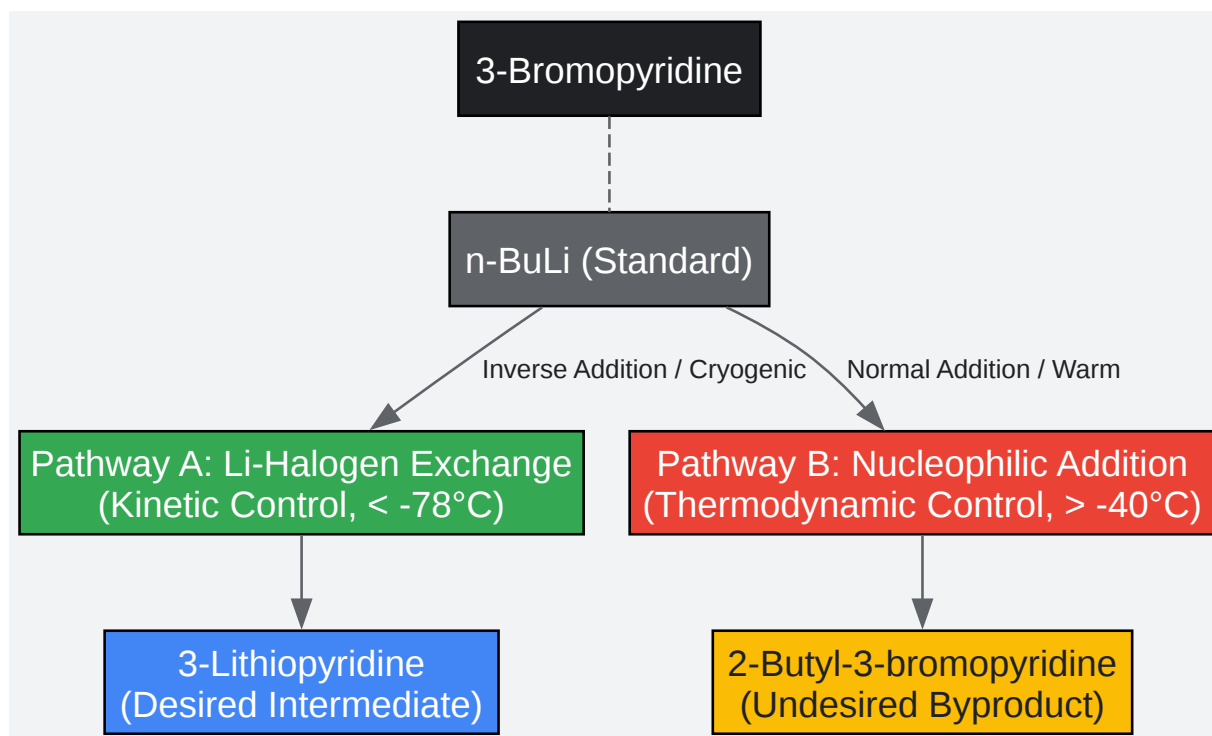 3-Bromopyridine
n-BuLi (Standard)
Inverse Addition / Cryogenic
Normal Addition / Warm
Pathway A: Li-Halogen Exchange
(Kinetic Control, < -78°C)
Pathway B: Nucleophilic Addition
(Thermodynamic Control, > -40°C)
3-Lithiopyridine
(Desired Intermediate)
2-Butyl-3-bromopyridine
(Undesired Byproduct)